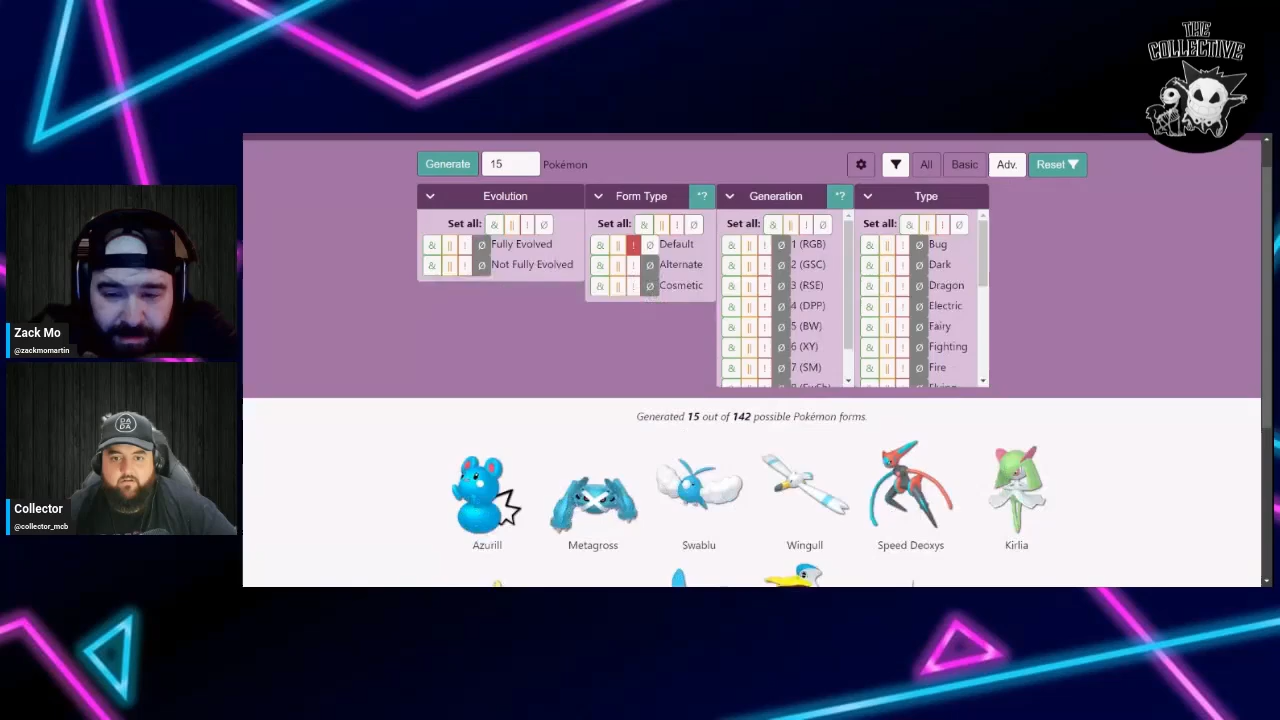 THE
COLLECTIVE
Generate 15 Pokémon All Basic Adv. Reset
Evolution Form Type *? Generation *? Type
Set all: & || ! Ø Set all: & || ! Ø Set all: & || ! Ø Set all: & || ! Ø
& || ! Ø Fully Evolved & || ! Ø Default & || ! Ø 1 (RGB) & || ! Ø Bug
& || ! Ø Not Fully Evolved & || ! Ø Alternate & || ! Ø 2 (GSC) & || ! Ø Dark
& || ! Ø Cosmetic & || ! Ø 3 (RSE) & || ! Ø Dragon
& || ! Ø 4 (DPP) & || ! Ø Electric
& || ! Ø 5 (BW) & || ! Ø Fairy
& || ! Ø 6 (XY) & || ! Ø Fighting
& || ! Ø 7 (SM) & || ! Ø Fire
Generated 15 out of 142 possible Pokémon forms.
Azurill Metagross Swablu Wingull Speed Deoxys Kirlia
Zack Mo
@zackmomartin
DA
DA
Collector
@collector_mcb